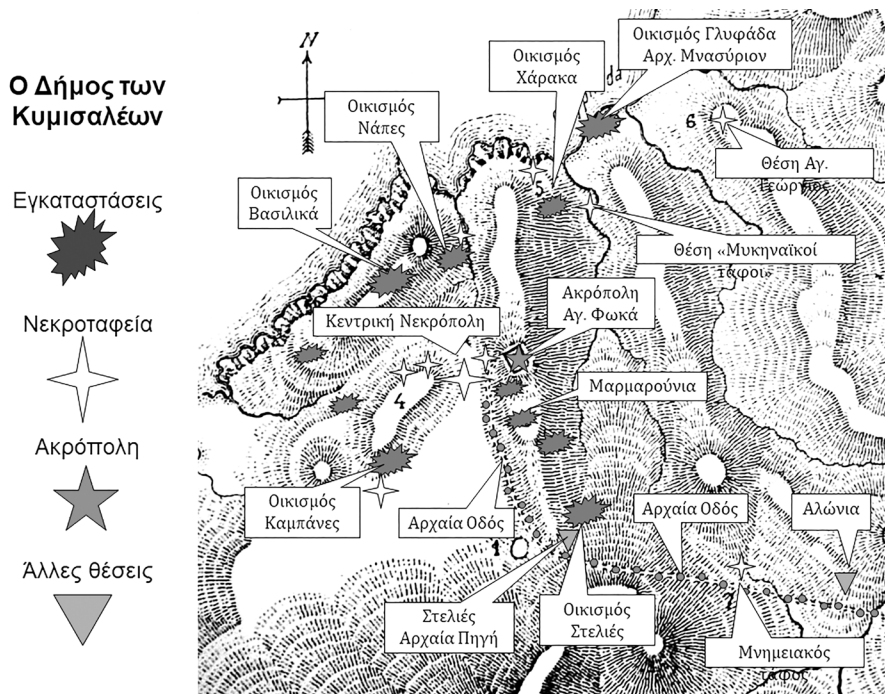 Ο Δήμος των
Κυμισαλέων
Εγκαταστάσεις
Νεκροταφεία
Ακρόπολη
Άλλες θέσεις
N
Οικισμός
Χάρακα
Οικισμός Γλυφάδα
Αρχ. Μνασύριον
da
Οικισμός
Νάπες
6
Θέση Αγ.
Γεώργιος
Οικισμός
Βασιλικά
5
Θέση «Μυκηναϊκοί
τάφοι»
Ακρόπολη
Αγ. Φωκά
Κεντρική Νεκρόπολη
Μαρμαρούνια
4
Οικισμός
Καμπάνες
Αρχαία Οδός
Αρχαία Οδός
Αλώνια
1
7
Στελιές
Αρχαία Πηγή
Οικισμός
Στελιές
Μνημειακός
τάφος